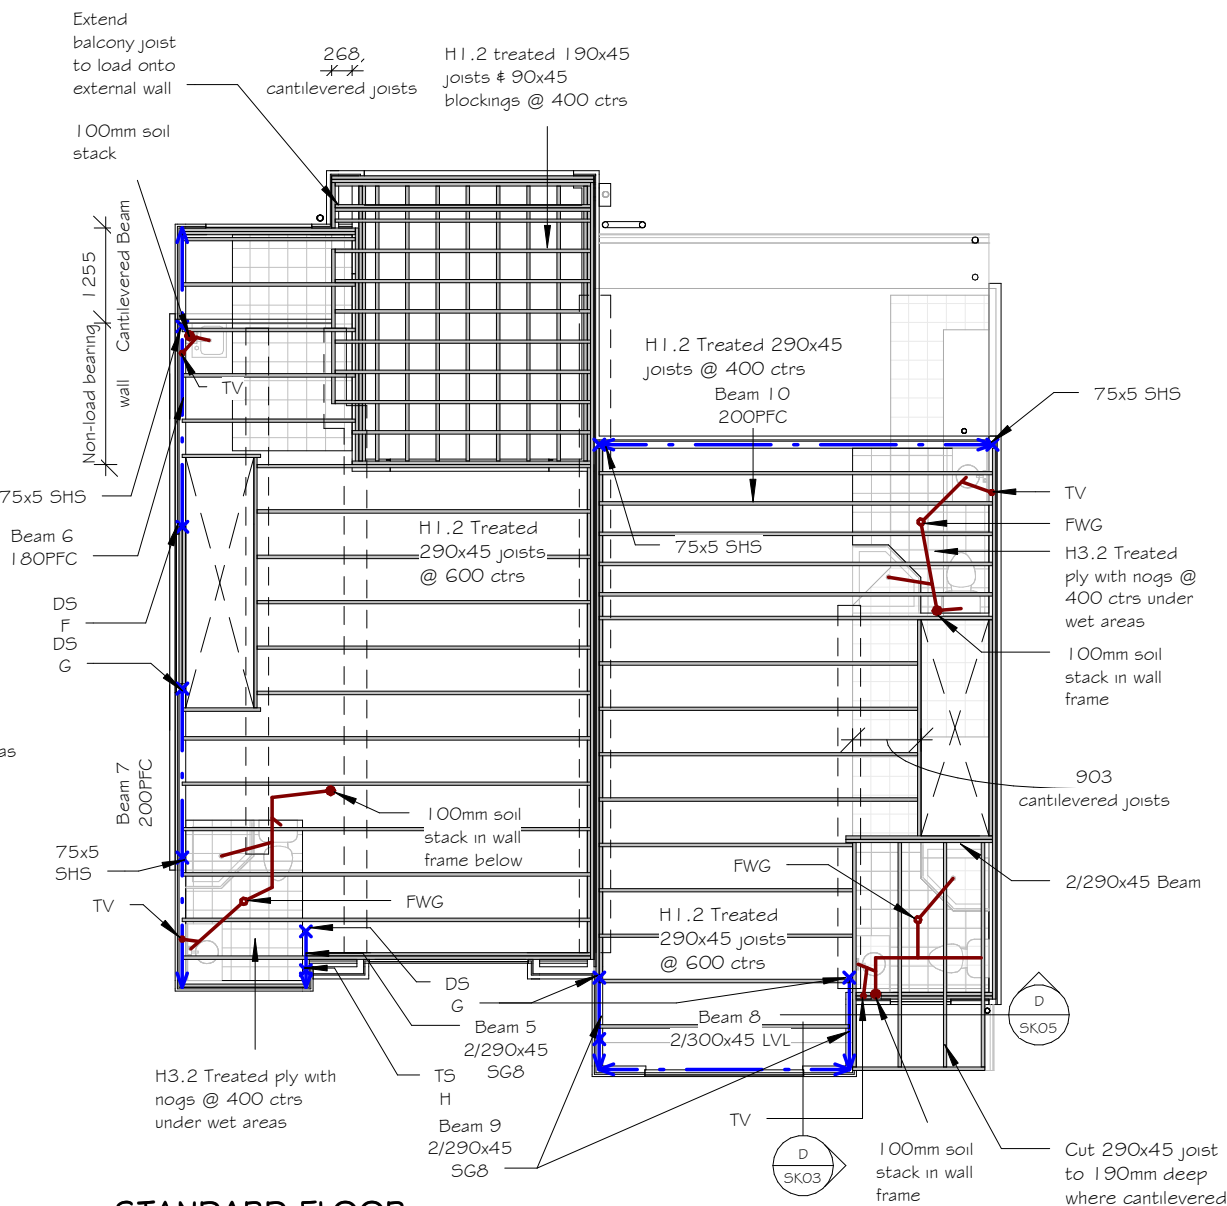 Extend
balcony joist
to load onto
external wall
268,
cantilevered joists
H1.2 treated 190x45
joists & 90x45
blockings @ 400 ctrs
100mm soil
stack
1255
Cantilevered Beam
Non-load bearing
wall
TV
H1.2 Treated 290x45
joists @ 400 ctrs
Beam 10
200PFC
75x5 SHS
75x5 SHS
Beam 6
180PFC
H1.2 Treated
290x45 joists
@ 600 ctrs
75x5 SHS
TV
FWG
H3.2 Treated
ply with nogs @
400 ctrs under
wet areas
DS
F
DS
G
100mm soil
stack in wall
frame
as
Beam 7
200PFC
903
cantilevered joists
100mm soil
stack in wall
frame below
75x5
SHS
FWG
2/290x45 Beam
TV
FWG
H1.2 Treated
290x45 joists
@ 600 ctrs
DS
G
D
SK05
Beam 5
2/290x45
SG8
Beam 8
2/300x45 LVL
H3.2 Treated ply with
nogs @ 400 ctrs
under wet areas
TS
H
Beam 9
2/290x45
SG8
TV
D
SK03
100mm soil
stack in wall
frame
Cut 290x45 joist
to 190mm deep
where cantilevered
STANDARD FLOOR